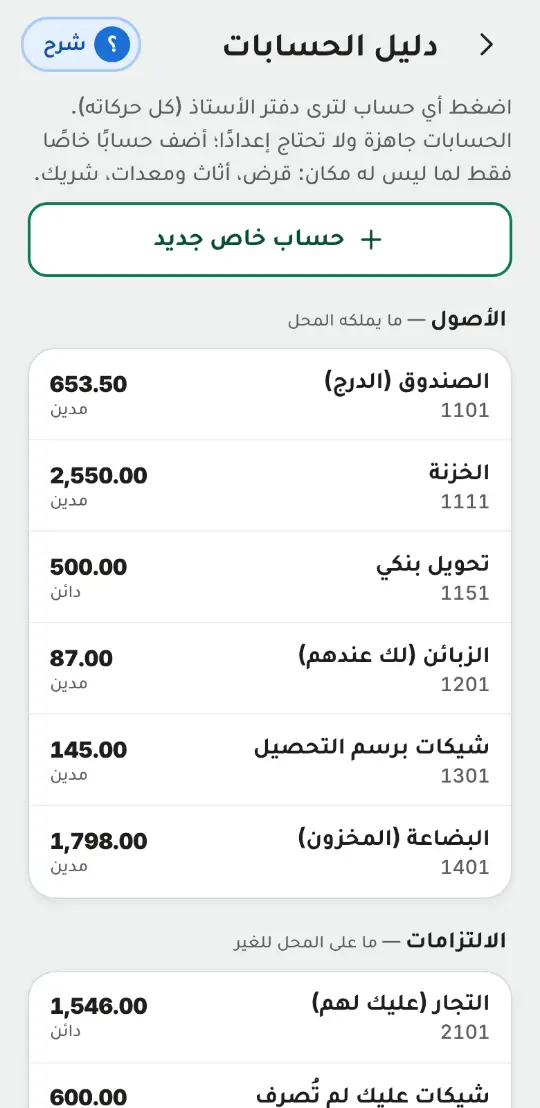 دليل الحسابات
؟ شرح
اضغط أي حساب لترى دفتر الأستاذ (كل حركاته).
الحسابات جاهزة ولا تحتاج إعدادًا؛ أضف حسابًا خاصًا
فقط لما ليس له مكان: قرض، أثاث ومعدات، شريك.
+ حساب خاص جديد
الأصول — ما يملكه المحل
الصندوق (الدرج) 653.50
1101 مدين
الخزنة 2,550.00
1111 مدين
تحويل بنكي 500.00
1151 دائن
الزبائن (لك عندهم) 87.00
1201 مدين
شيكات برسم التحصيل 145.00
1301 مدين
البضاعة (المخزون) 1,798.00
1401 مدين
الالتزامات — ما على المحل للغير
التجار (عليك لهم) 1,546.00
2101 دائن
شيكات عليك لم تُصرف 600.00